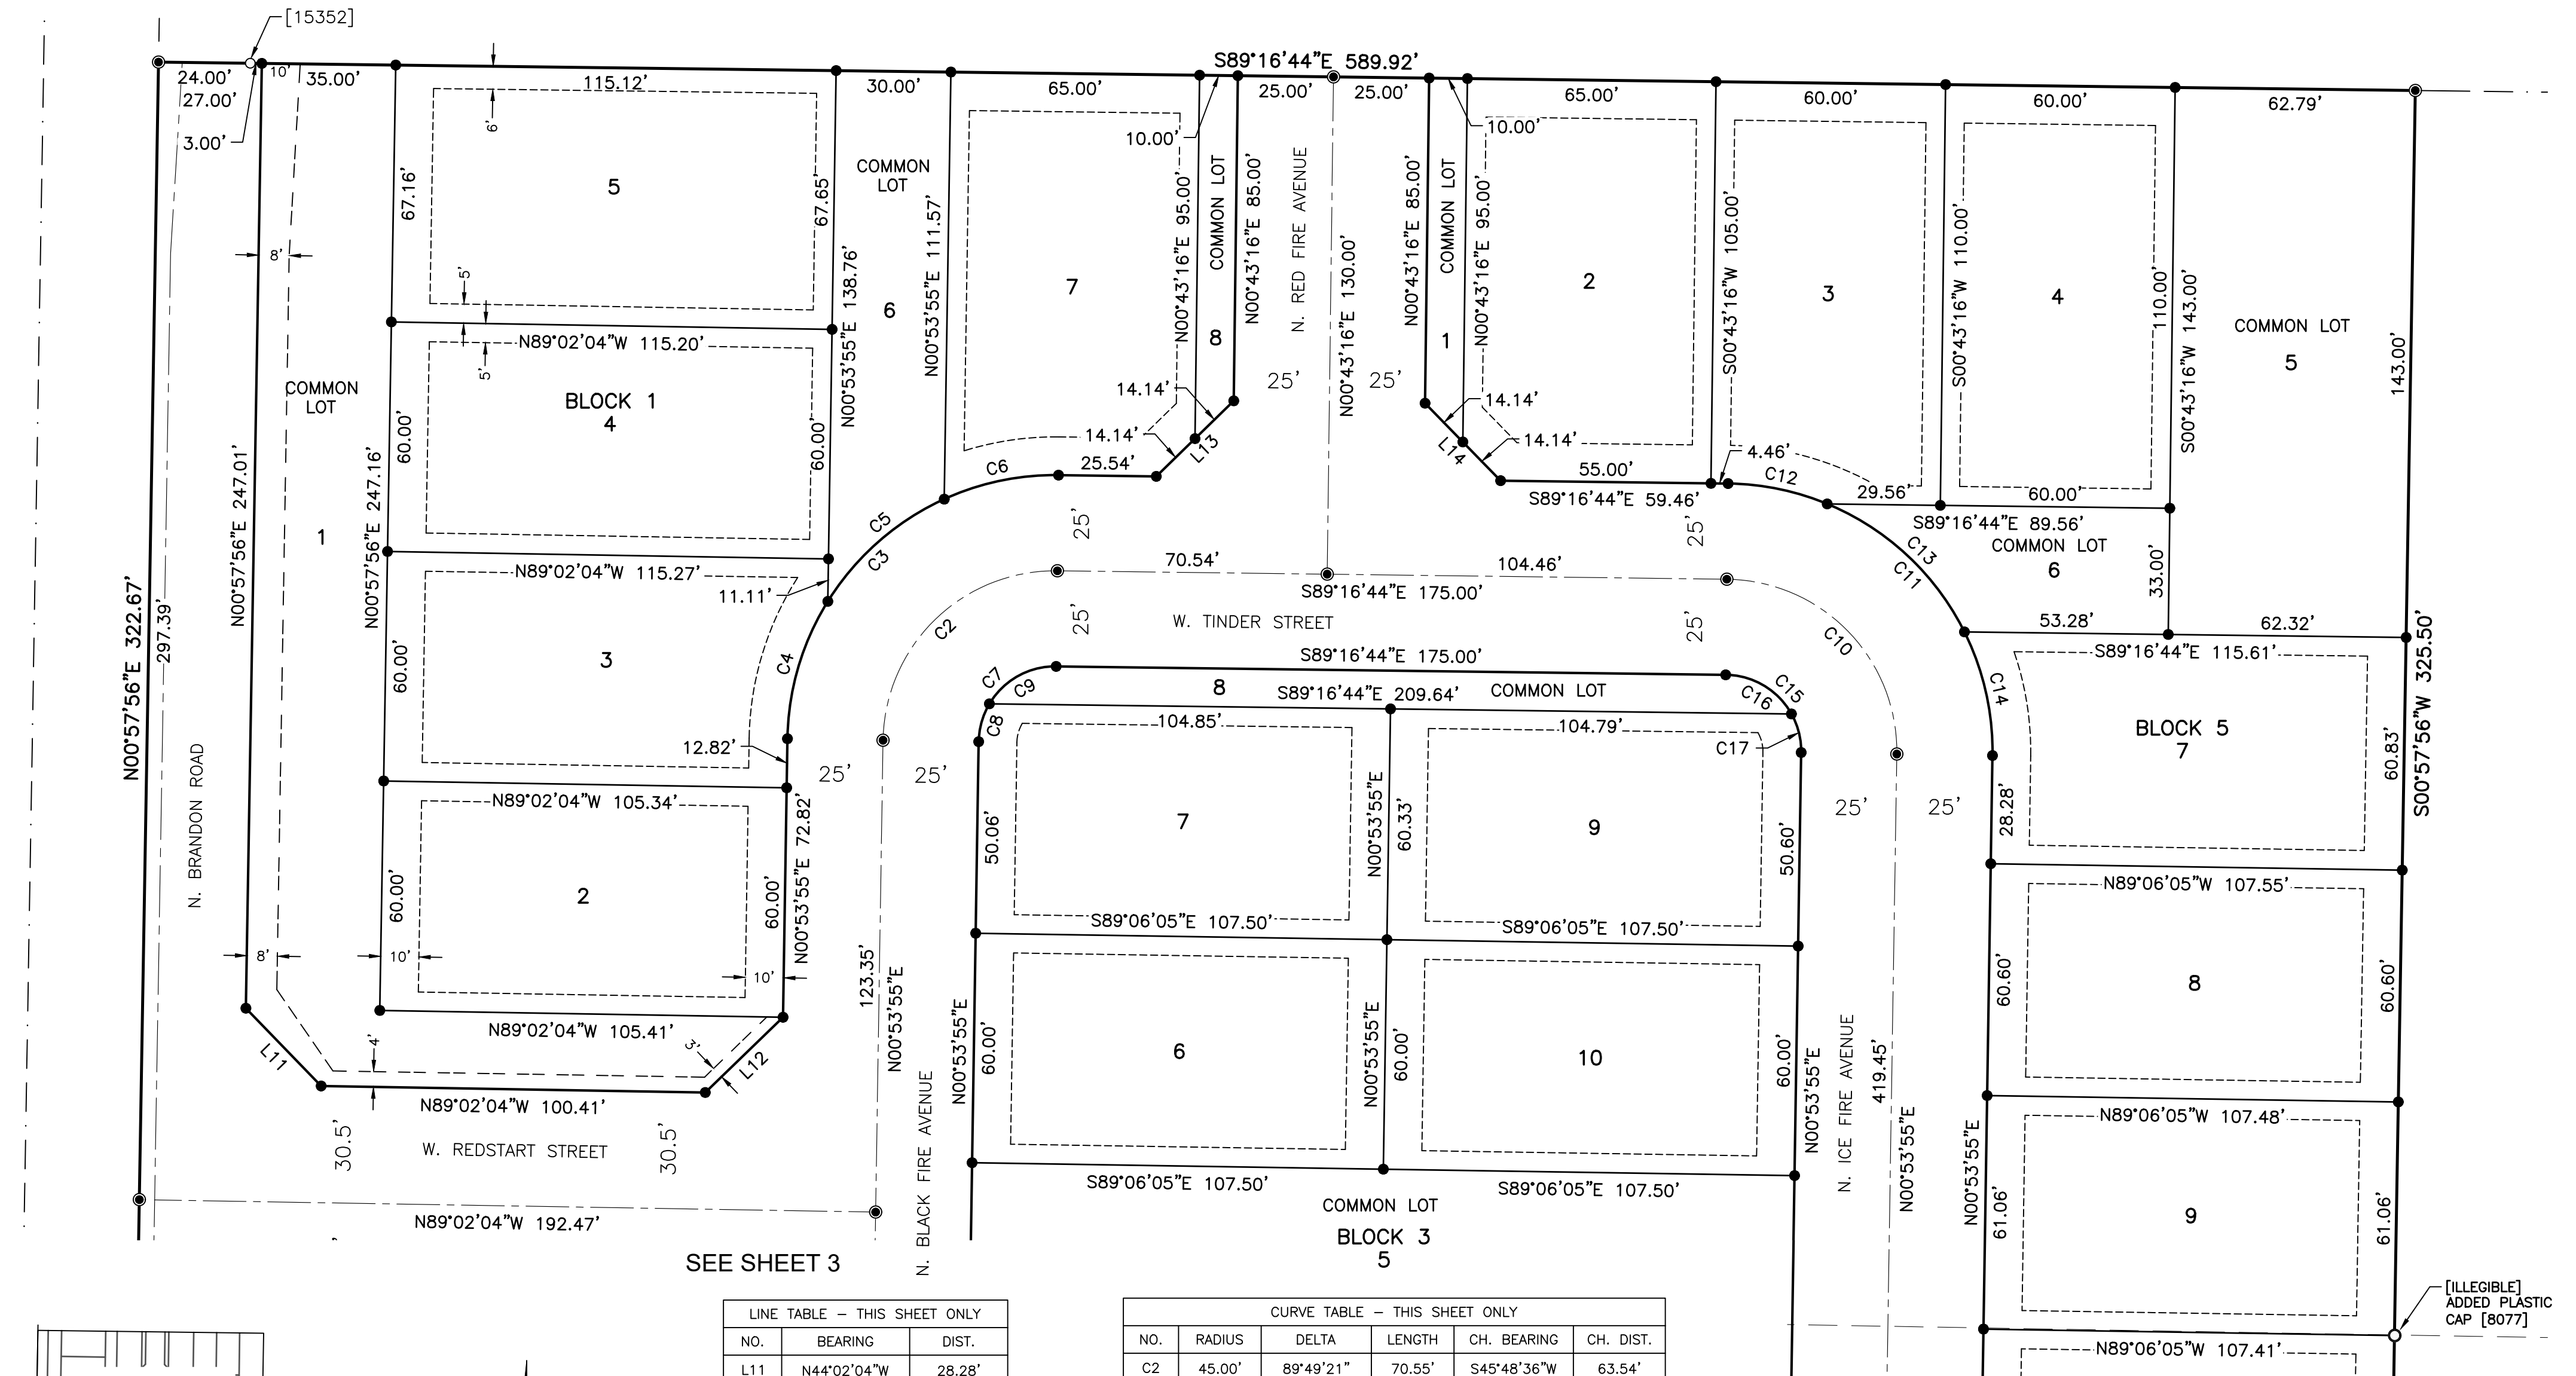 [15352]
S89°16'44"E 589.92'
24.00'
10'
35.00'
115.12'
30.00'
65.00'
25.00'
25.00'
65.00'
60.00'
60.00'
62.79'
27.00'
3.00'
6'
10.00'
10.00'
COMMON
LOT
67.16'
5
67.65'
6
N00°53'55"E 138.76'
N00°53'55"E 111.57'
7
N00°43'16"E 95.00'
COMMON LOT
8
N00°43'16"E 85.00'
N. RED FIRE AVENUE
N00°43'16"E 130.00'
N00°43'16"E 85.00'
COMMON LOT
1
N00°43'16"E 95.00'
2
S00°43'16"W 105.00'
3
S00°43'16"W 110.00'
4
110.00'
S00°43'16"W 143.00'
COMMON LOT
5
143.00'
8'
5'
5'
N89°02'04"W 115.20'
25'
25'
14.14'
14.14'
L13
14.14'
14.14'
L14
COMMON
LOT
1
BLOCK 1
4
60.00'
60.00'
N00°57'56"E 247.01'
N00°57'56"E 247.16'
C6
25.54'
C5
C3
25'
55.00'
S89°16'44"E 59.46'
4.46'
C12
29.56'
60.00'
S89°16'44"E 89.56'
COMMON LOT
6
25'
C13
C11
33.00'
N00°57'56"E 322.67'
297.39'
N89°02'04"W 115.27'
11.11'
70.54'
104.46'
S89°16'44"E 175.00'
W. TINDER STREET
25'
25'
C2
C10
53.28'
62.32'
S89°16'44"E 115.61'
S00°57'56"W 325.50'
3
60.00'
C4
S89°16'44"E 175.00'
C7
C9
C8
8
S89°16'44"E 209.64'
COMMON LOT
C15
C16
C17
C14
104.85'
104.79'
BLOCK 5
7
60.83'
12.82'
25'
25'
25'
25'
28.28'
N. BRANDON ROAD
N89°02'04"W 105.34'
N00°53'55"E 72.82'
50.06'
7
N00°53'55"E
60.33'
9
50.60'
2
60.00'
60.00'
S89°06'05"E 107.50'
S89°06'05"E 107.50'
N89°06'05"W 107.55'
8'
10'
10'
123.35'
N00°53'55"E
60.60'
8
60.60'
N89°02'04"W 105.41'
L11
4'
3'
L12
N89°02'04"W 100.41'
N00°53'55"E
60.00'
6
N00°53'55"E
60.00'
10
60.00'
N00°53'55"E
N. ICE FIRE AVENUE
419.45'
N00°53'55"E
N89°06'05"W 107.48'
30.5'
W. REDSTART STREET
30.5'
N. BLACK FIRE AVENUE
S89°06'05"E 107.50'
S89°06'05"E 107.50'
N00°53'55"E
61.06'
9
61.06'
N89°02'04"W 192.47'
COMMON LOT
BLOCK 3
5
SEE SHEET 3
[ILLEGIBLE]
ADDED PLASTIC
CAP [8077]
N89°06'05"W 107.41'
LINE TABLE – THIS SHEET ONLY
NO. BEARING DIST.
L11 N44°02'04"W 28.28'
CURVE TABLE – THIS SHEET ONLY
NO. RADIUS DELTA LENGTH CH. BEARING CH. DIST.
C2 45.00' 89°49'21" 70.55' S45°48'36"W 63.54'